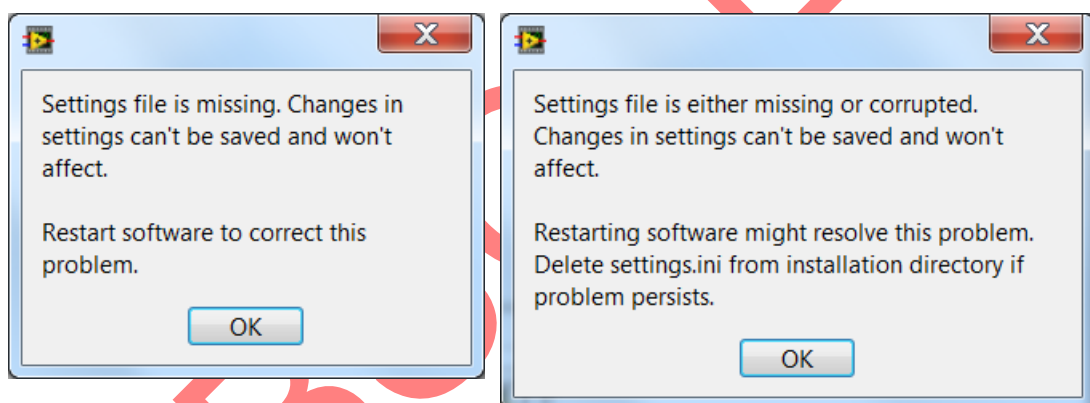 Settings file is missing. Changes in
settings can't be saved and won't
affect.
Restart software to correct this
problem.
OK
Settings file is either missing or corrupted.
Changes in settings can't be saved and won't
affect.
Restarting software might resolve this problem.
Delete settings.ini from installation directory if
problem persists.
OK